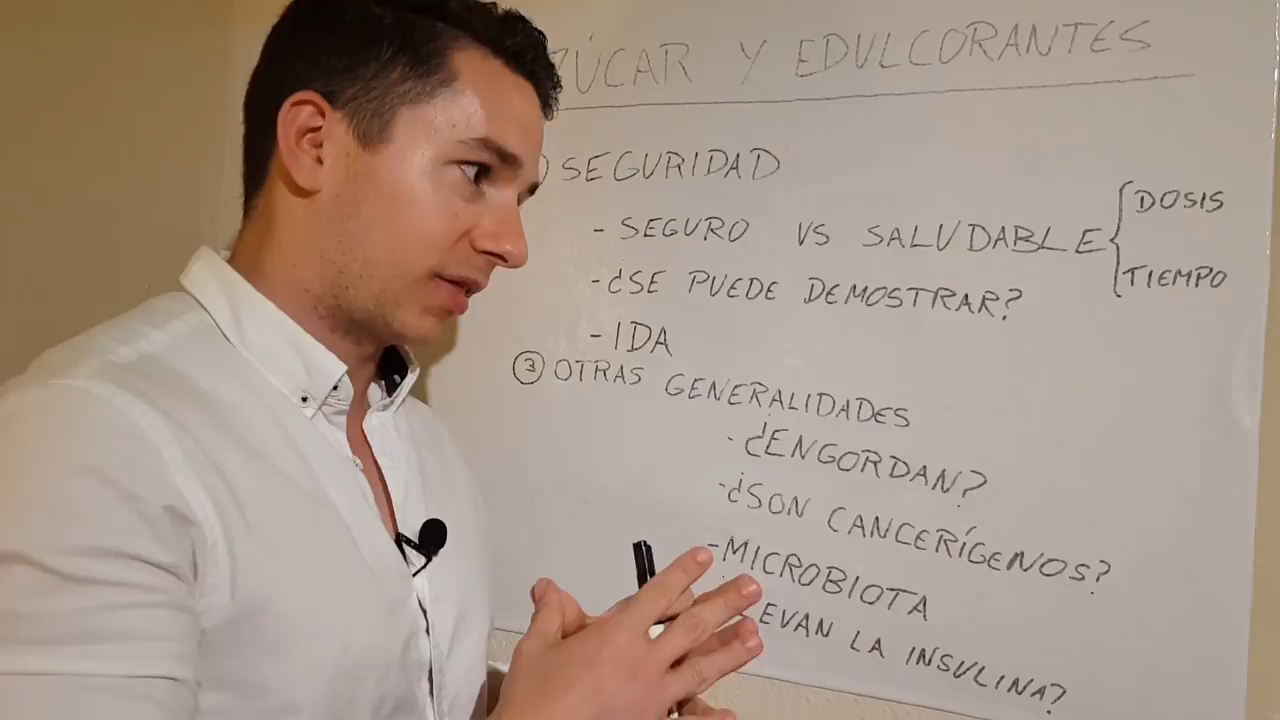 ZÚCAR Y EDULCORANTES
) SEGURIDAD
- SEGURO VS SALUDABLE { DOSIS
TIEMPO
- ¿SE PUEDE DEMOSTRAR?
- IDA
③ OTRAS GENERALIDADES
- ¿ENGORDAN?
- ¿SON CANCERÍGENOS?
- MICROBIOTA
EVAN LA INSULINA?